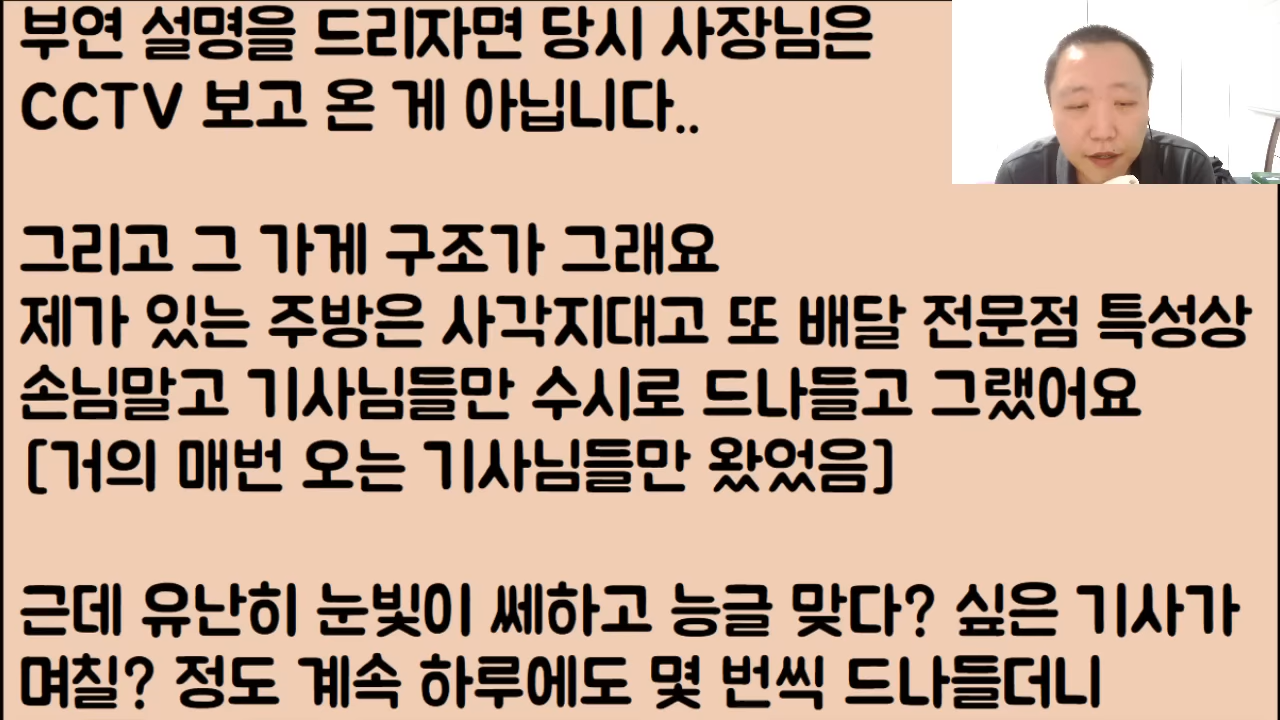 부연 설명을 드리자면 당시 사장님은
CCTV 보고 온 게 아닙니다..
그리고 그 가게 구조가 그래요
제가 있는 주방은 사각지대고 또 배달 전문점 특성상
손님말고 기사님들만 수시로 드나들고 그랬어요
[거의 매번 오는 기사님들만 왔었음]
근데 유난히 눈빛이 쎄하고 능글 맞다? 싶은 기사가
며칠? 정도 계속 하루에도 몇 번씩 드나들더니